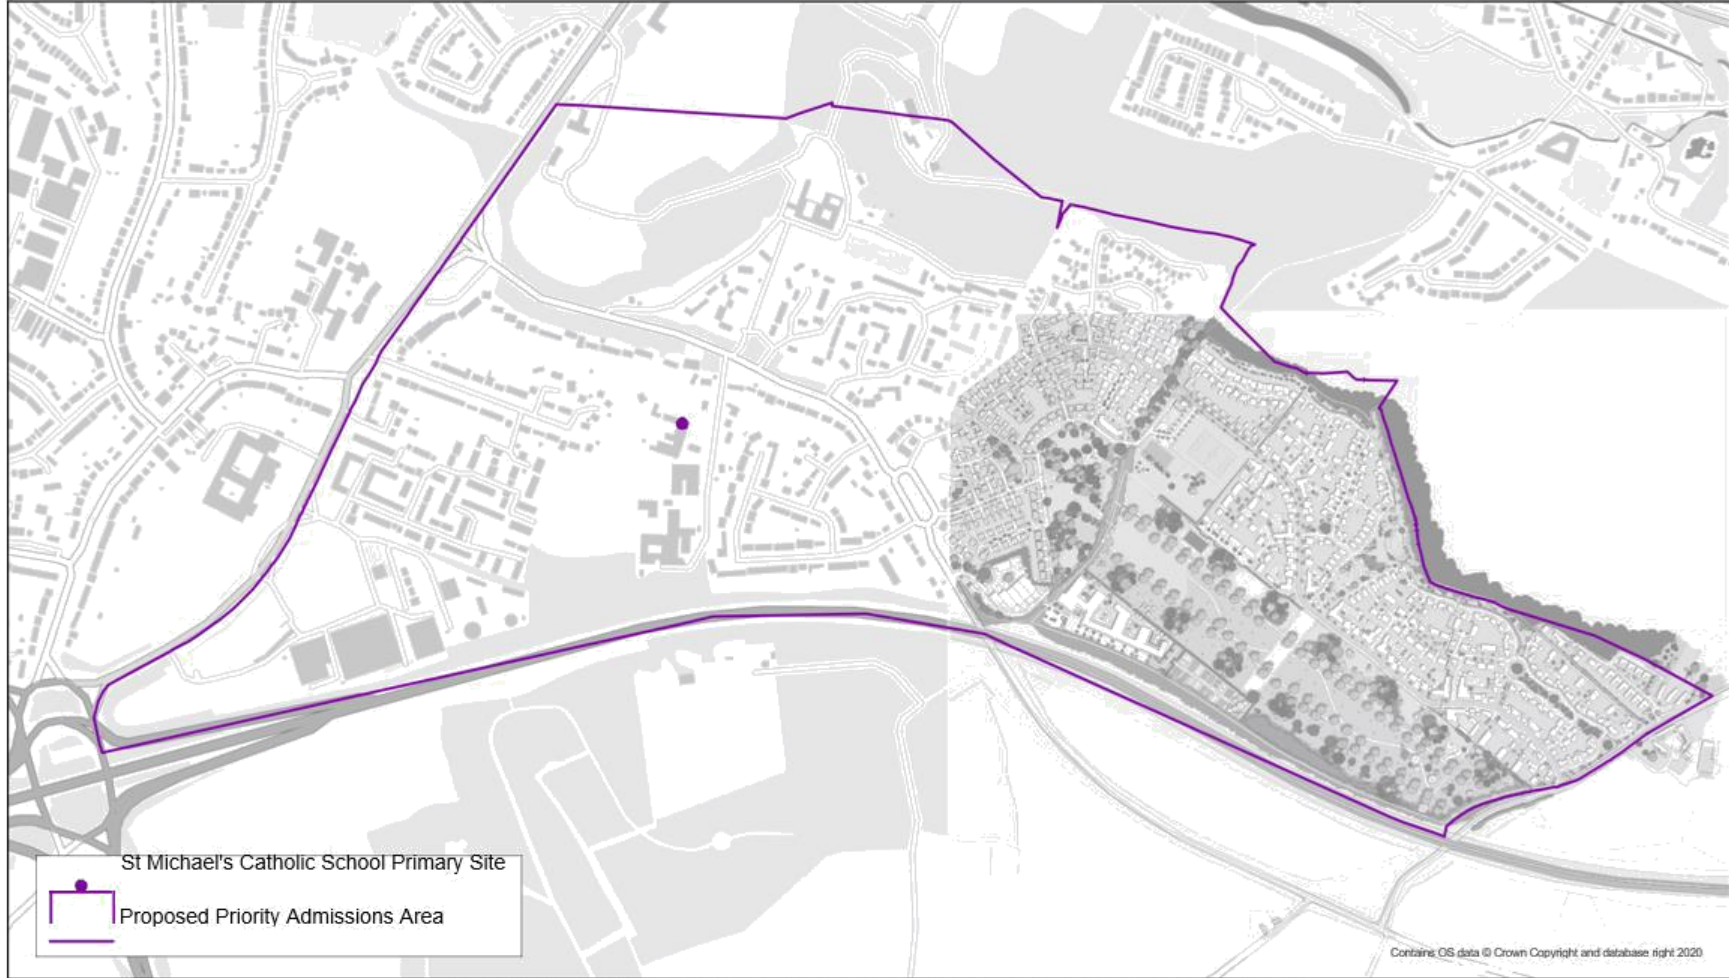 St Michael's Catholic School Primary Site
Proposed Priority Admissions Area
Contains OS data © Crown Copyright and database right 2020